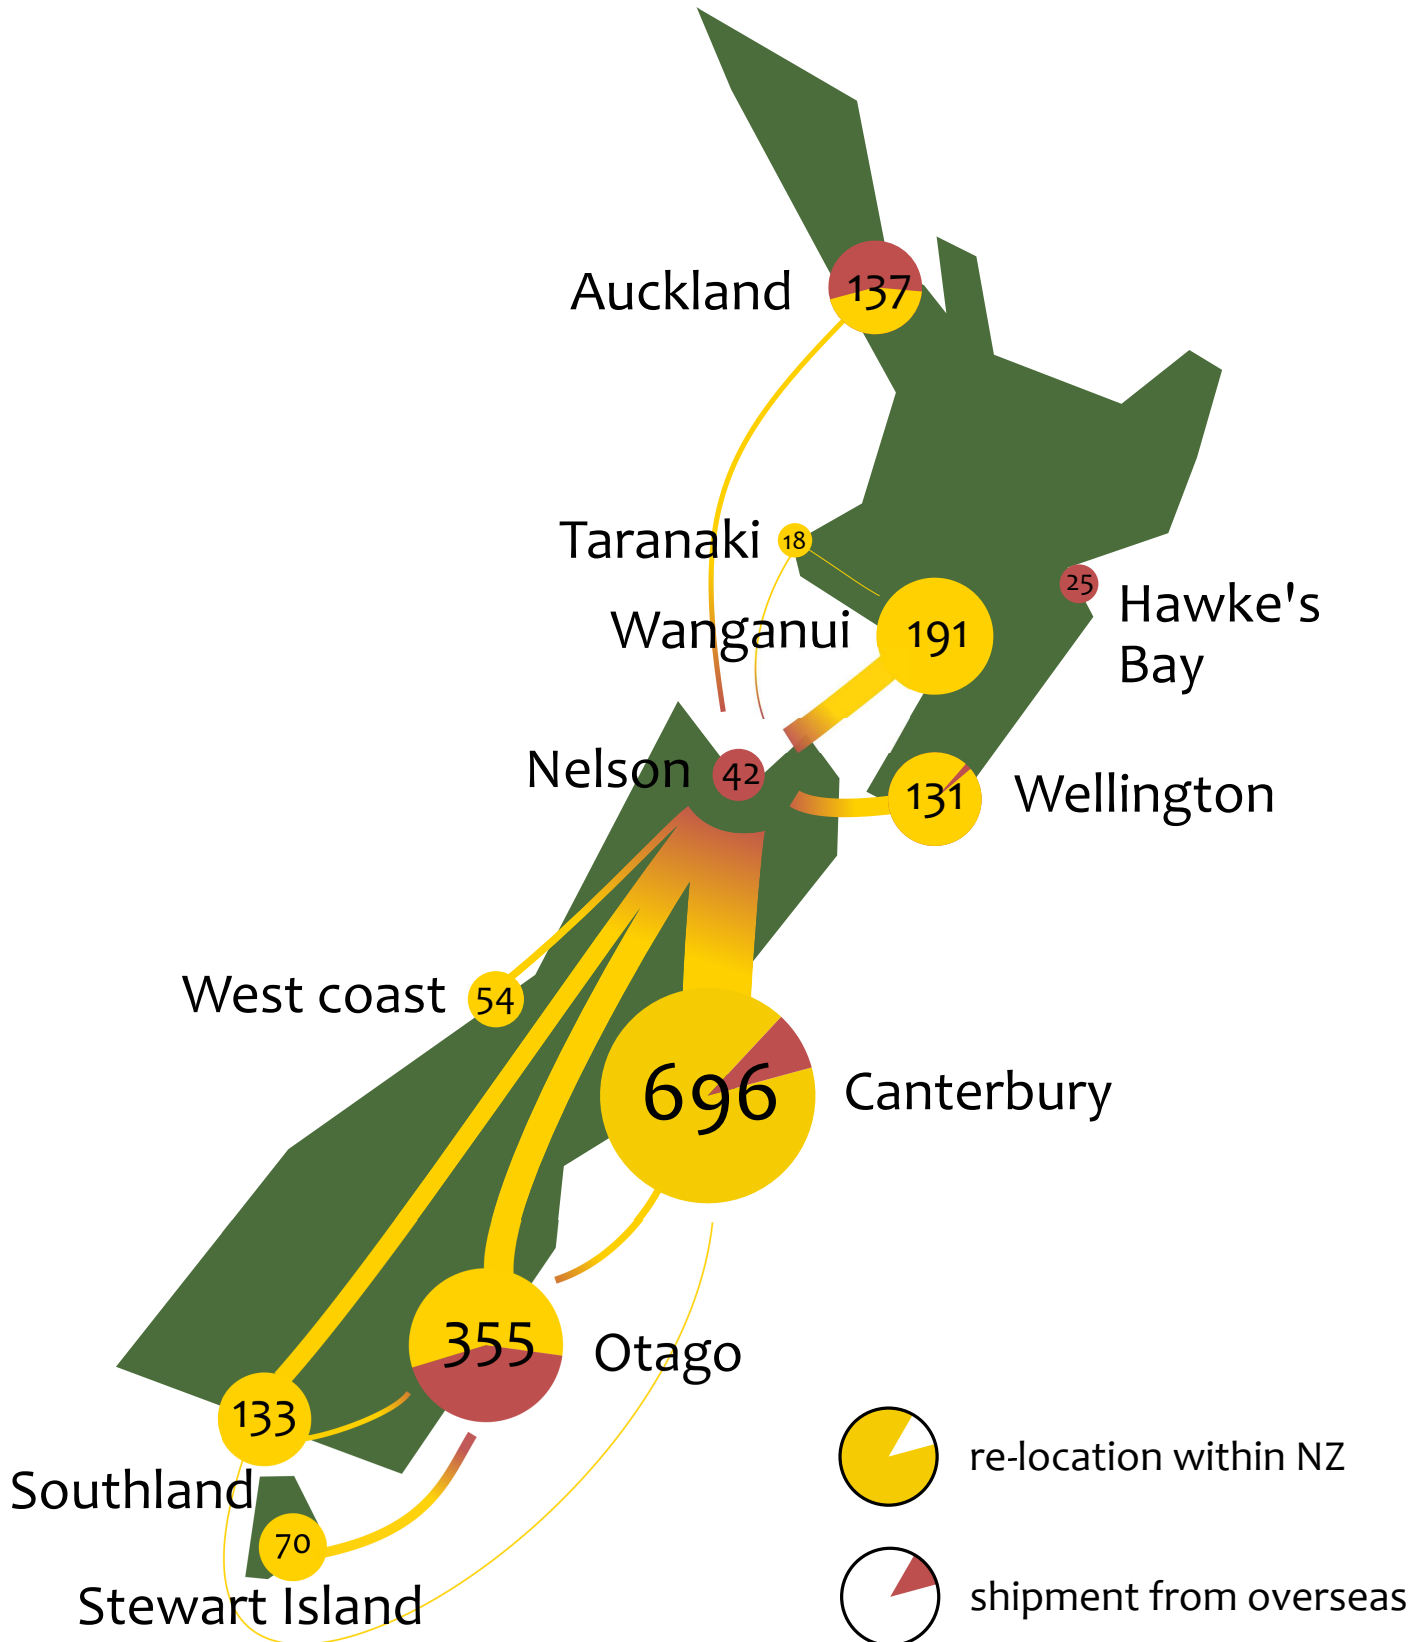 Auckland
137
Taranaki
18
25
Hawke's
Bay
Wanganui
191
Nelson
42
131
Wellington
West coast
54
696
Canterbury
355
Otago
133
Southland
70
Stewart Island
re-location within NZ
shipment from overseas